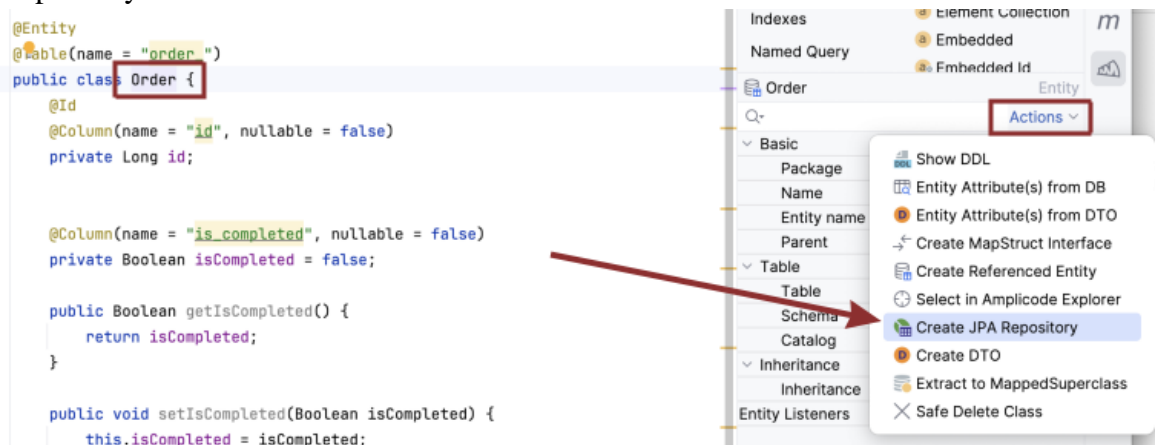 @Entity
@Table(name = "order_")
public class Order {
@Id
@Column(name = "id", nullable = false)
private Long id;
@Column(name = "is_completed", nullable = false)
private Boolean isCompleted = false;
public Boolean getIsCompleted() {
return isCompleted;
}
public void setIsCompleted(Boolean isCompleted) {
this.isCompleted = isCompleted;
Indexes
Named Query
Element Collection
Embedded
Embedded Id
m
Order
Entity
Actions
Basic
Package
Name
Entity name
Parent
Table
Table
Schema
Catalog
Inheritance
Inheritance
Entity Listeners
Show DDL
Entity Attribute(s) from DB
Entity Attribute(s) from DTO
Create MapStruct Interface
Create Referenced Entity
Select in Amplicode Explorer
Create JPA Repository
Create DTO
Extract to MappedSuperclass
Safe Delete Class